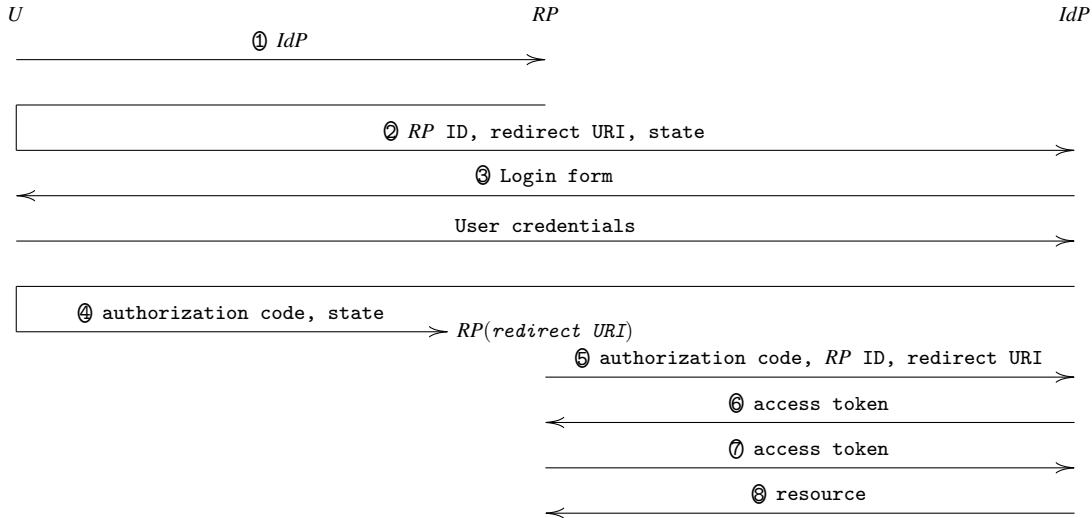 U RP IdP
① IdP
② RP ID, redirect URI, state
③ Login form
User credentials
④ authorization code, state
RP(redirect URI)
⑤ authorization code, RP ID, redirect URI
⑥ access token
⑦ access token
⑧ resource